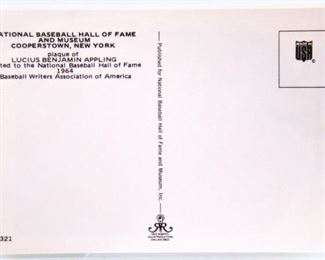 ATIONAL BASEBALL HALL OF FAME
AND MUSEUM
COOPERSTOWN, NEW YORK
plaque of
LUCIUS BENJAMIN APPLING
ted to the National Baseball Hall of Fame
1964
Baseball Writers Association of America
321
— Published for National Baseball Hall of Fame and Museum, Inc. —
USA